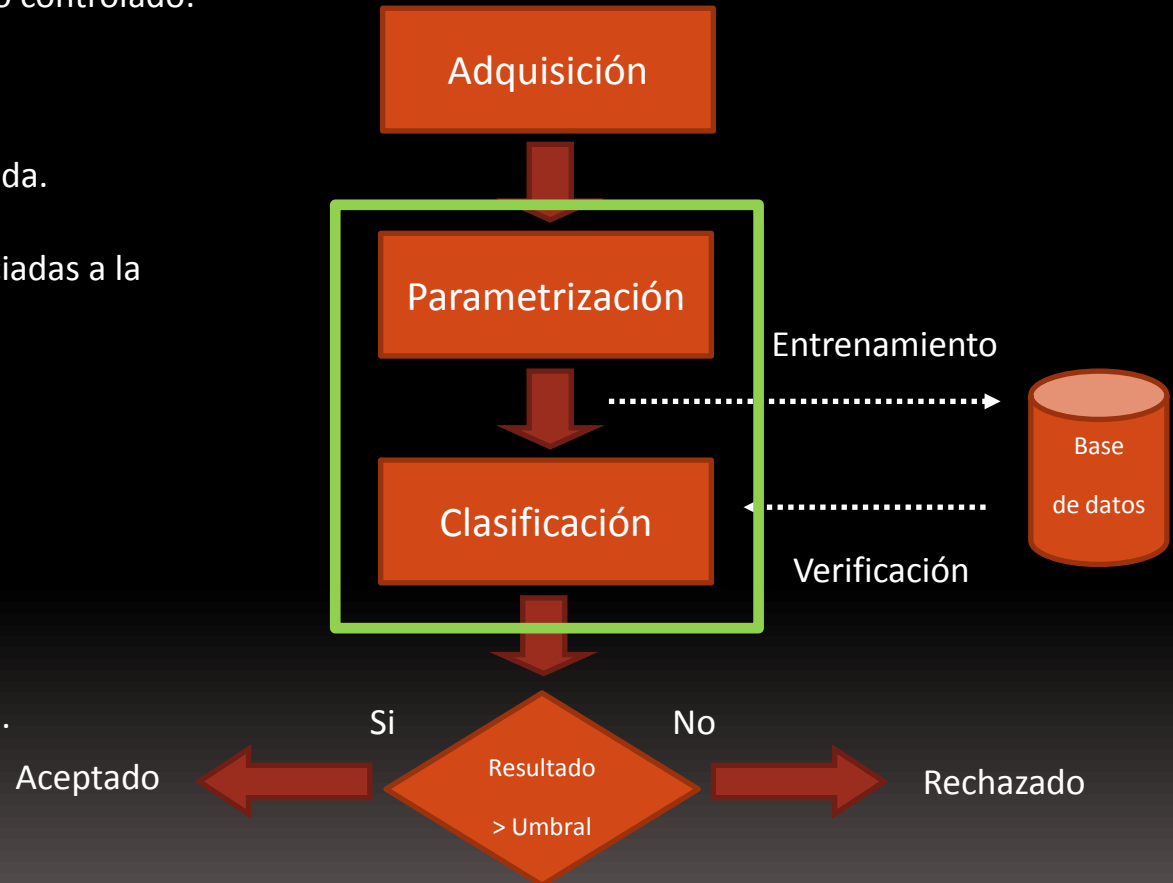 o controlado.
Adquisición
da.
iadas a la
Parametrización
Entrenamiento
Base
de datos
Clasificación
Verificación
.
Si
No
Aceptado
Resultado
> Umbral
Rechazado